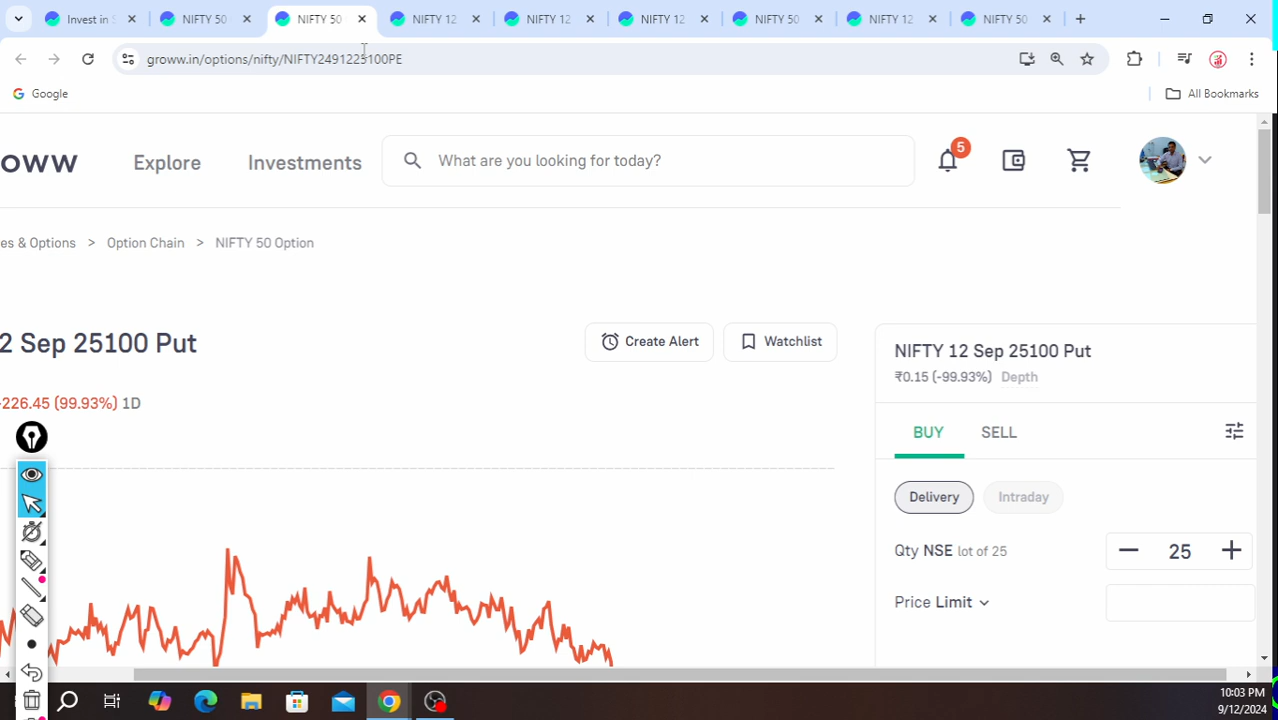 Invest in S
NIFTY 50
NIFTY 50
NIFTY 12
NIFTY 12
NIFTY 12
NIFTY 50
NIFTY 12
NIFTY 50
groww.in/options/nifty/NIFTY2491225100PE
Google
All Bookmarks
oww
Explore
Investments
What are you looking for today?
5
es & Options > Option Chain > NIFTY 50 Option
2 Sep 25100 Put
Create Alert
Watchlist
-226.45 (99.93%) 1D
NIFTY 12 Sep 25100 Put
₹0.15 (-99.93%) Depth
BUY
SELL
Delivery
Intraday
Qty NSE lot of 25
25
Price Limit
10:03 PM
9/12/2024